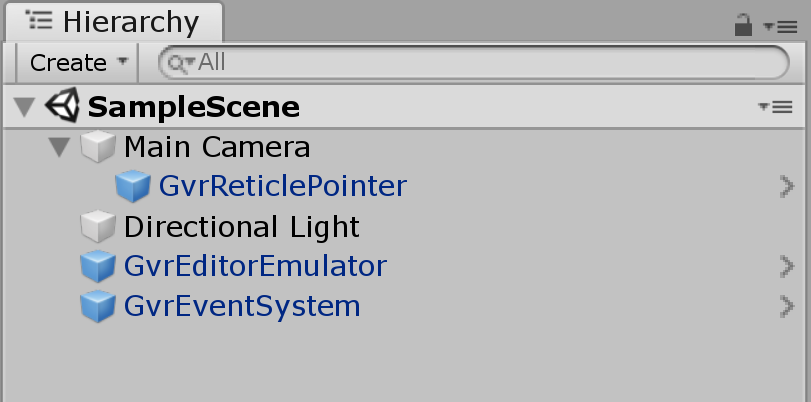 Hierarchy
Create All
SampleScene
Main Camera
GvrReticlePointer
Directional Light
GvrEditorEmulator
GvrEventSystem